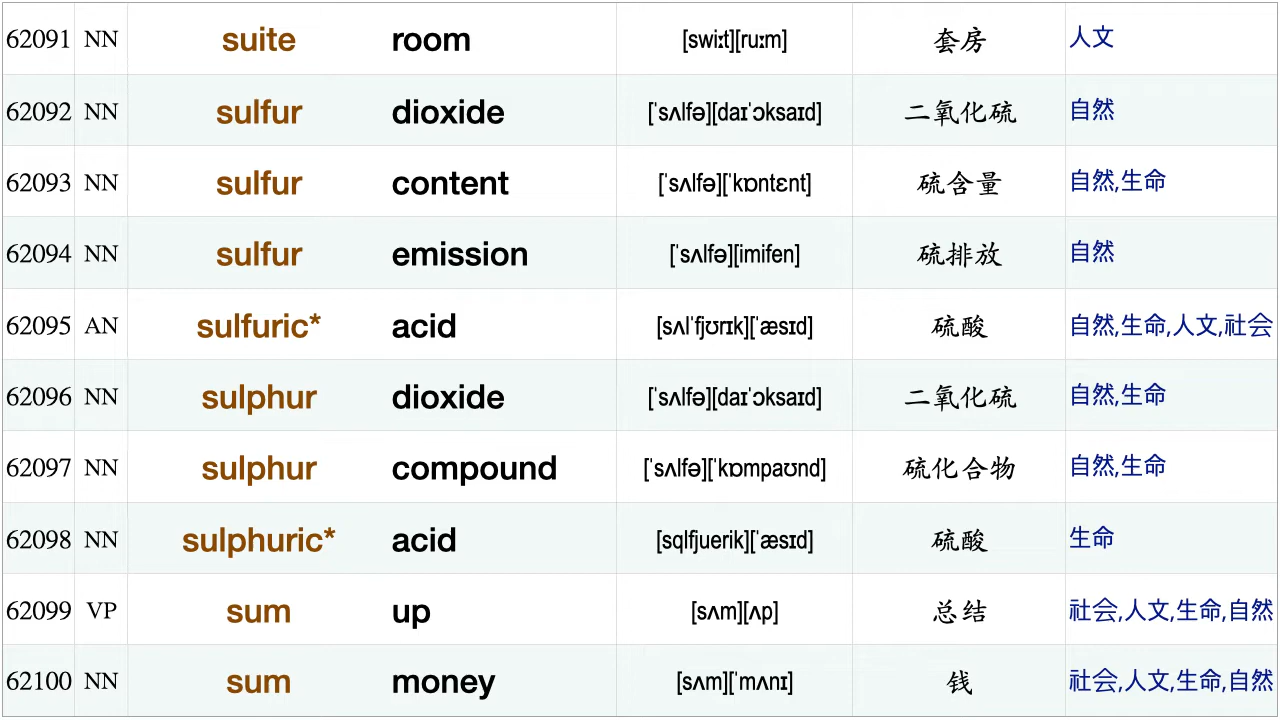 62091 NN suite room [swiːt][ruːm] 套房 人文
62092 NN sulfur dioxide [ˈsʌlfə][daɪˈɔksaɪd] 二氧化硫 自然
62093 NN sulfur content [ˈsʌlfə][ˈkɒntɛnt] 硫含量 自然,生命
62094 NN sulfur emission [ˈsʌlfə][imifen] 硫排放 自然
62095 AN sulfuric* acid [sʌlˈfjʊrɪk][ˈæsɪd] 硫酸 自然,生命,人文,社会
62096 NN sulphur dioxide [ˈsʌlfə][daɪˈɔksaɪd] 二氧化硫 自然,生命
62097 NN sulphur compound [ˈsʌlfə][ˈkɒmpaʊnd] 硫化合物 自然,生命
62098 NN sulphuric* acid [sqlfjuerik][ˈæsɪd] 硫酸 生命
62099 VP sum up [sʌm][ʌp] 总结 社会,人文,生命,自然
62100 NN sum money [sʌm][ˈmʌnɪ] 钱 社会,人文,生命,自然